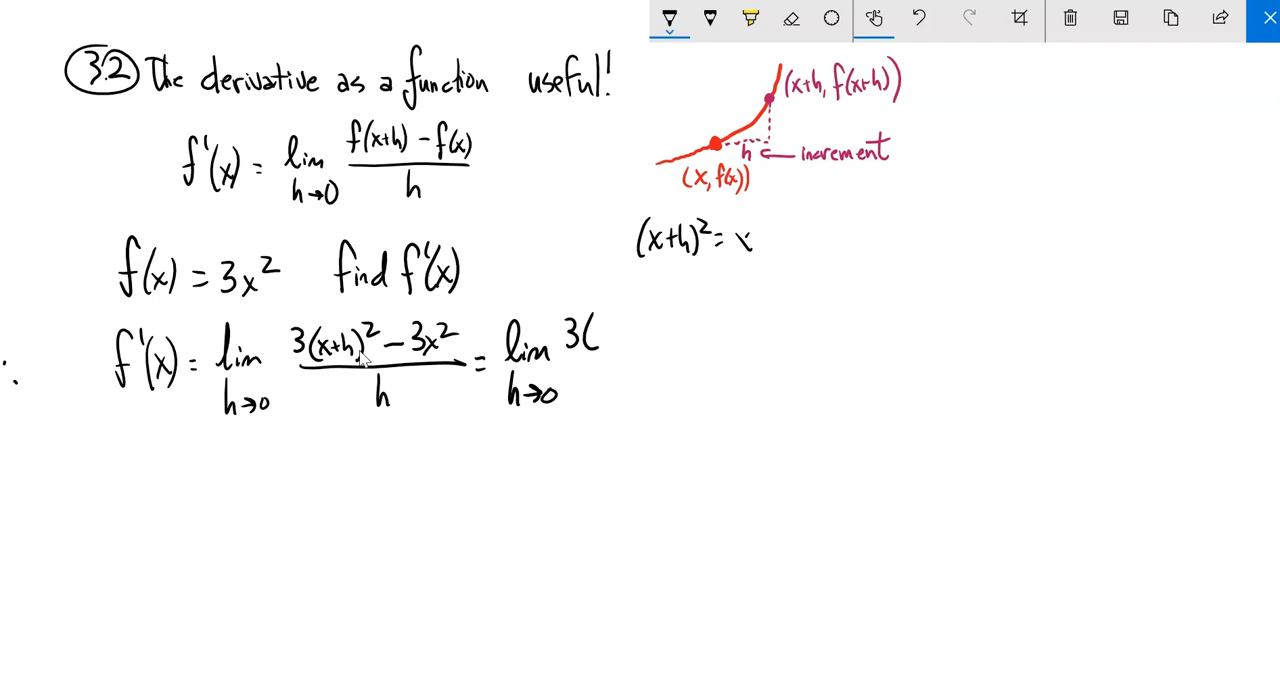 3.2 The derivative as a function useful!
f'(x) = lim h→0 f(x+h) - f(x) / h
(x+h, f(x+h))
h ← increment
(x, f(x))
f(x) = 3x² find f'(x)
(x+h)² = x
∴ f'(x) = lim h→0 3(x+h)² - 3x² / h = lim h→0 3(